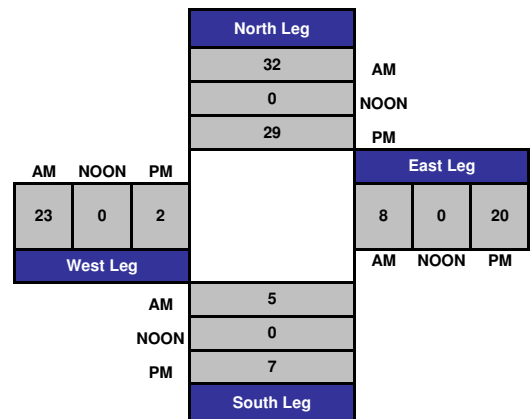 North Leg
32 AM
0 NOON
29 PM
AM NOON PM
East Leg
23 0 2
8 0 20
West Leg
AM NOON PM
AM 5
NOON 0
PM 7
South Leg